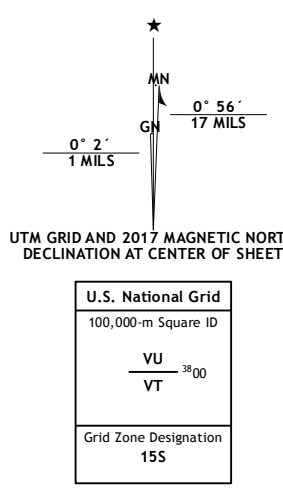 ★
MN
0° 56´
17 MILS
GN
0° 2´
1 MILS
UTM GRID AND 2017 MAGNETIC NORT
DECLINATION AT CENTER OF SHEET
U.S. National Grid
100,000-m Square ID
VU
3800
VT
Grid Zone Designation
15S